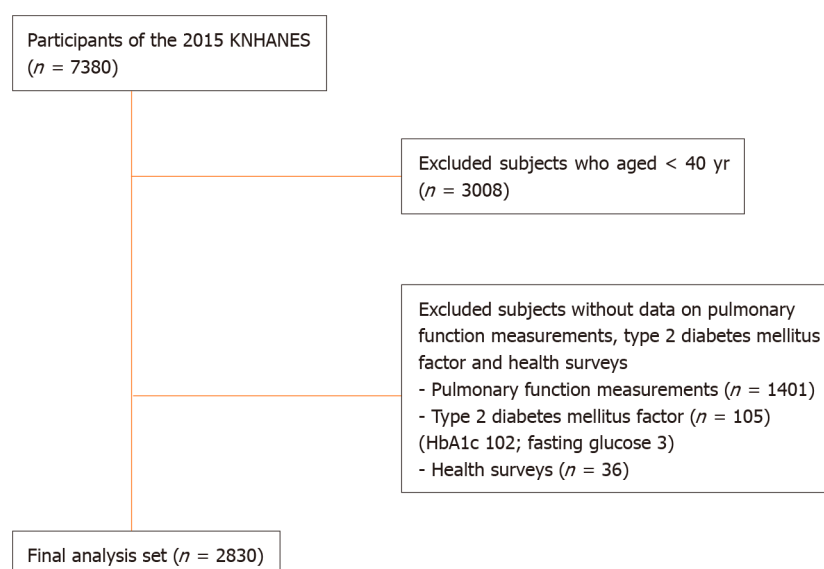 Participants of the 2015 KNHANES
(n = 7380)
Excluded subjects who aged < 40 yr
(n = 3008)
Excluded subjects without data on pulmonary
function measurements, type 2 diabetes mellitus
factor and health surveys
- Pulmonary function measurements (n = 1401)
- Type 2 diabetes mellitus factor (n = 105)
(HbA1c 102; fasting glucose 3)
- Health surveys (n = 36)
Final analysis set (n = 2830)